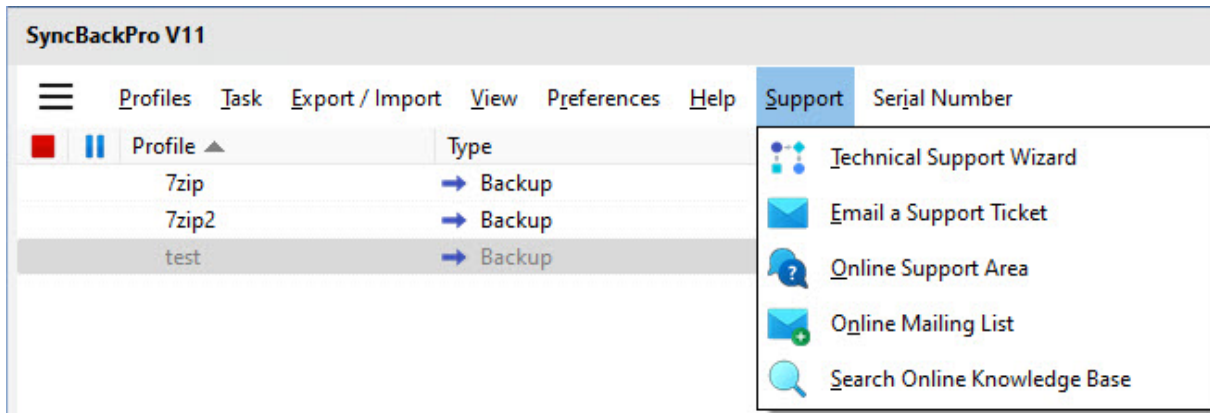 SyncBackPro V11
Profiles Task Export / Import View Preferences Help Support Serial Number
Profile Type
7zip Backup
7zip2 Backup
test Backup
Technical Support Wizard
Email a Support Ticket
Online Support Area
Online Mailing List
Search Online Knowledge Base